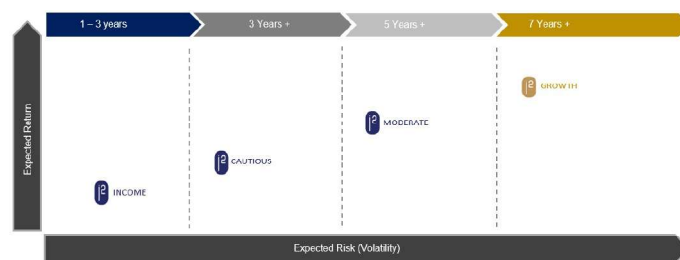 1 – 3 years
3 Years +
5 Years +
7 Years +
Expected Return
GROWTH
MODERATE
CAUTIOUS
INCOME
Expected Risk (Volatility)